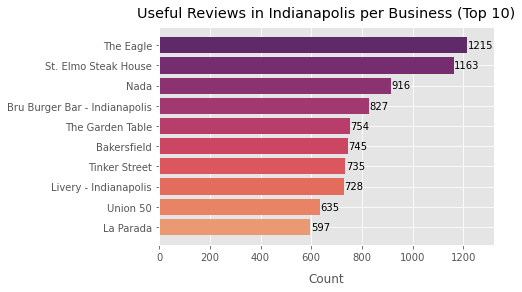 Useful Reviews in Indianapolis per Business (Top 10)
The Eagle 1215
St. Elmo Steak House 1163
Nada 916
Bru Burger Bar - Indianapolis 827
The Garden Table 754
Bakersfield 745
Tinker Street 735
Livery - Indianapolis 728
Union 50 635
La Parada 597
0 200 400 600 800 1000 1200
Count